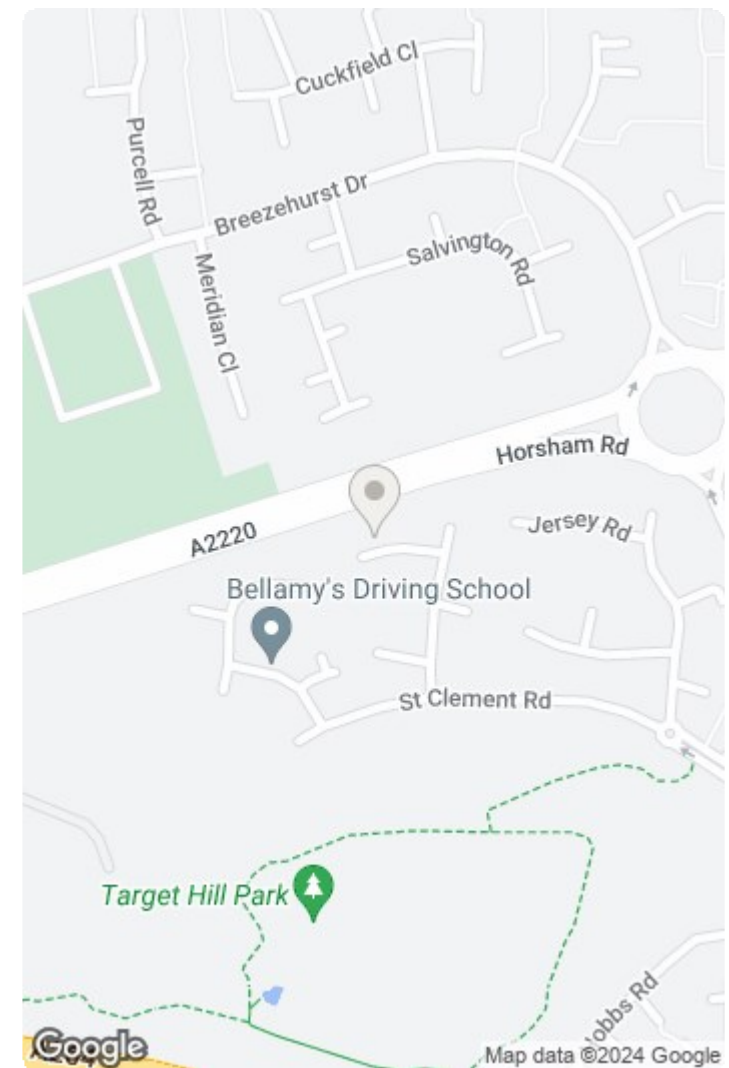 Cuckfield Cl
Purcell Rd
Breezehurst Dr
Salvington Rd
Meridian Cl
Horsham Rd
A2220
Jersey Rd
Bellamy's Driving School
St Clement Rd
Target Hill Park
obbs Rd
Google
Map data ©2024 Google